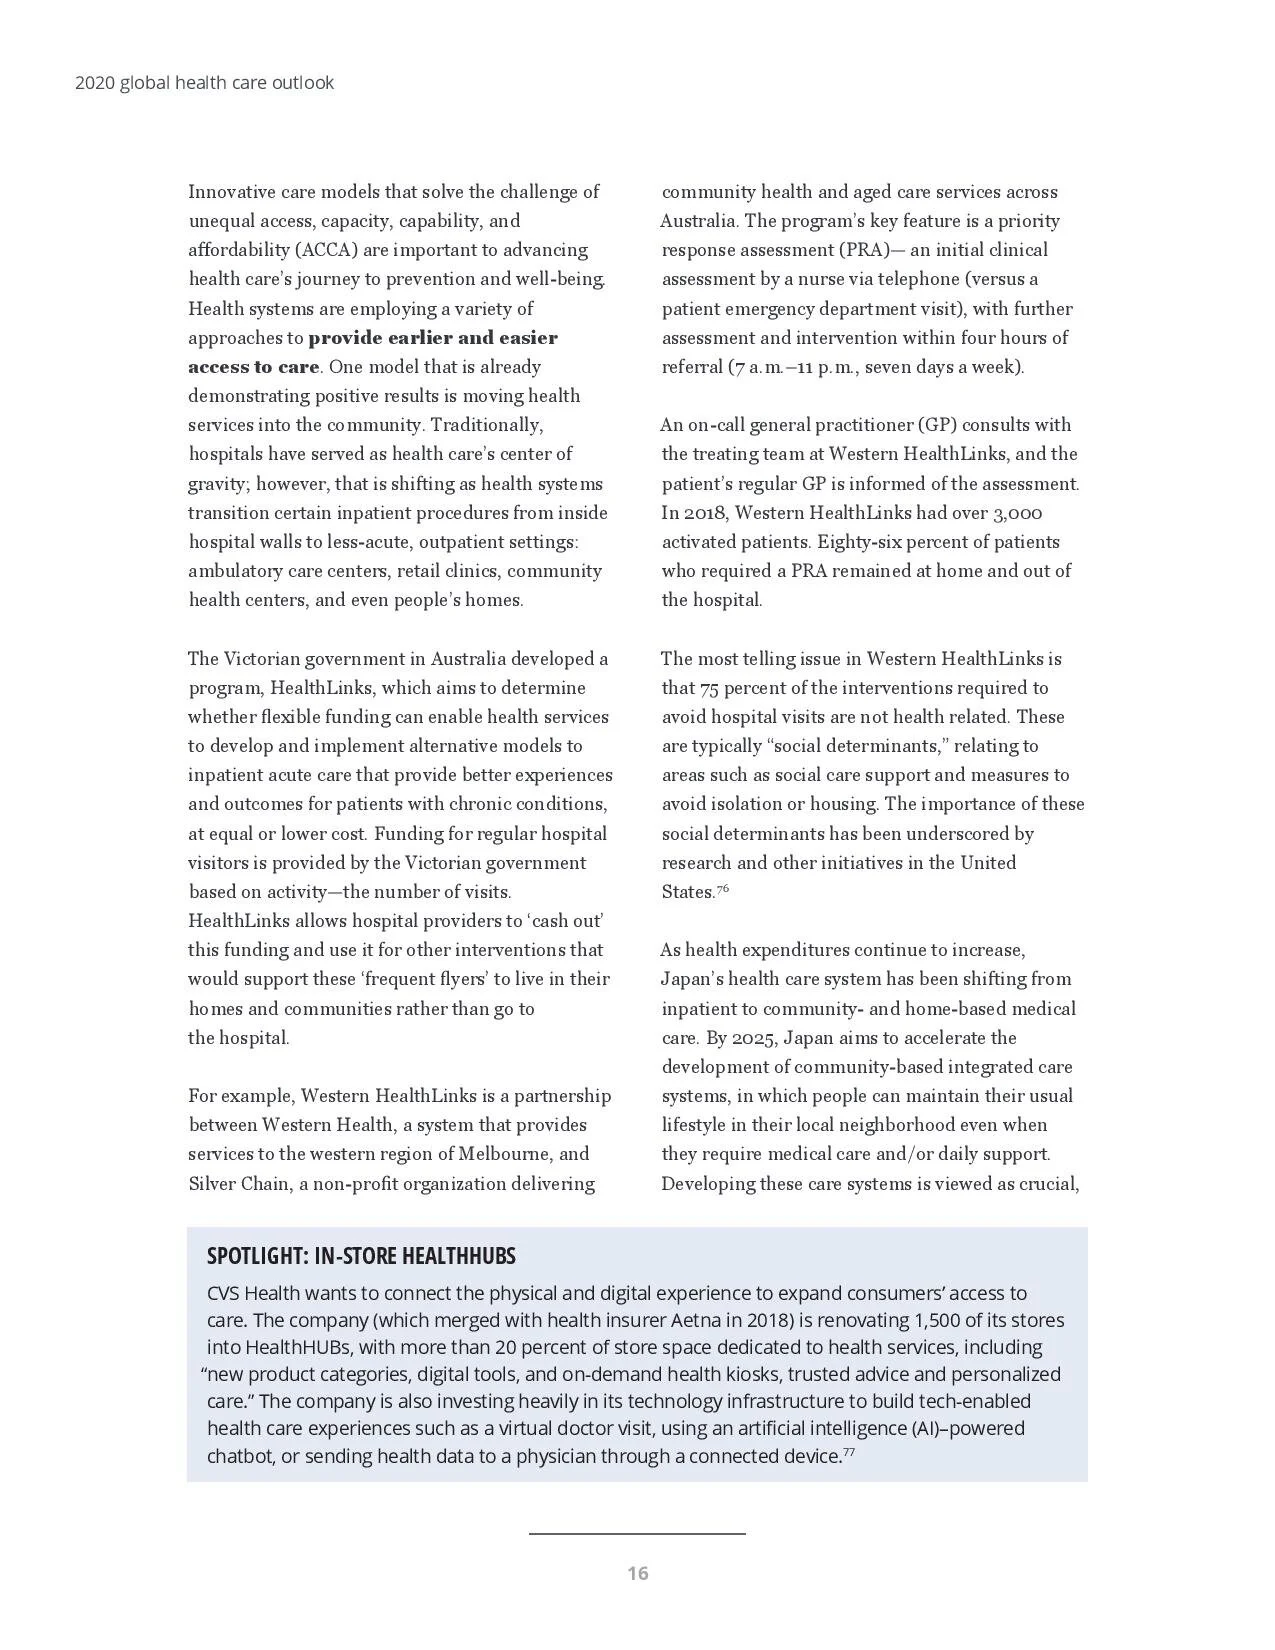 2020 global health care outlook
Innovative care models that solve the challenge of
unequal access, capacity, capability, and
affordability (ACCA) are important to advancing
health care’s journey to prevention and well-being.
Health systems are employing a variety of
approaches to provide earlier and easier
access to care. One model that is already
demonstrating positive results is moving health
services into the community. Traditionally,
hospitals have served as health care’s center of
gravity; however, that is shifting as health systems
transition certain inpatient procedures from inside
hospital walls to less-acute, outpatient settings:
ambulatory care centers, retail clinics, community
health centers, and even people’s homes.
The Victorian government in Australia developed a
program, HealthLinks, which aims to determine
whether flexible funding can enable health services
to develop and implement alternative models to
inpatient acute care that provide better experiences
and outcomes for patients with chronic conditions,
at equal or lower cost. Funding for regular hospital
visitors is provided by the Victorian government
based on activity—the number of visits.
HealthLinks allows hospital providers to ‘cash out’
this funding and use it for other interventions that
would support these ‘frequent flyers’ to live in their
homes and communities rather than go to
the hospital.
For example, Western HealthLinks is a partnership
between Western Health, a system that provides
services to the western region of Melbourne, and
Silver Chain, a non-profit organization delivering
community health and aged care services across
Australia. The program’s key feature is a priority
response assessment (PRA)— an initial clinical
assessment by a nurse via telephone (versus a
patient emergency department visit), with further
assessment and intervention within four hours of
referral (7 a.m.–11 p.m., seven days a week).
An on-call general practitioner (GP) consults with
the treating team at Western HealthLinks, and the
patient’s regular GP is informed of the assessment.
In 2018, Western HealthLinks had over 3,000
activated patients. Eighty-six percent of patients
who required a PRA remained at home and out of
the hospital.
The most telling issue in Western HealthLinks is
that 75 percent of the interventions required to
avoid hospital visits are not health related. These
are typically “social determinants,” relating to
areas such as social care support and measures to
avoid isolation or housing. The importance of these
social determinants has been underscored by
research and other initiatives in the United
States.76
As health expenditures continue to increase,
Japan’s health care system has been shifting from
inpatient to community- and home-based medical
care. By 2025, Japan aims to accelerate the
development of community-based integrated care
systems, in which people can maintain their usual
lifestyle in their local neighborhood even when
they require medical care and/or daily support.
Developing these care systems is viewed as crucial,
SPOTLIGHT: IN-STORE HEALTHHUBS
CVS Health wants to connect the physical and digital experience to expand consumers’ access to
care. The company (which merged with health insurer Aetna in 2018) is renovating 1,500 of its stores
into HealthHUBs, with more than 20 percent of store space dedicated to health services, including
“new product categories, digital tools, and on-demand health kiosks, trusted advice and personalized
care.” The company is also investing heavily in its technology infrastructure to build tech-enabled
health care experiences such as a virtual doctor visit, using an artificial intelligence (AI)–powered
chatbot, or sending health data to a physician through a connected device.77
16